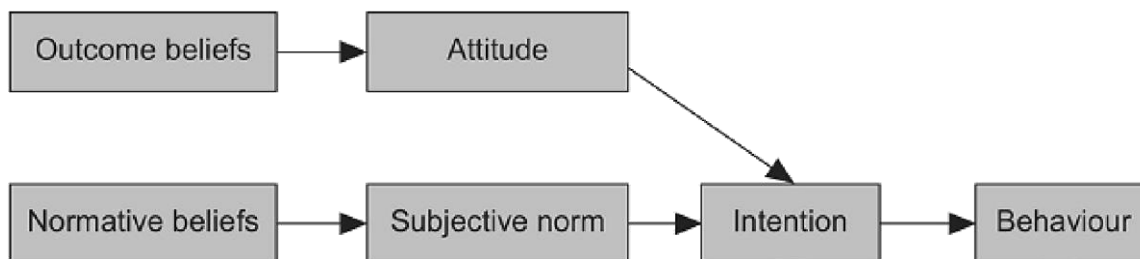 Outcome beliefs
Attitude
Normative beliefs
Subjective norm
Intention
Behaviour